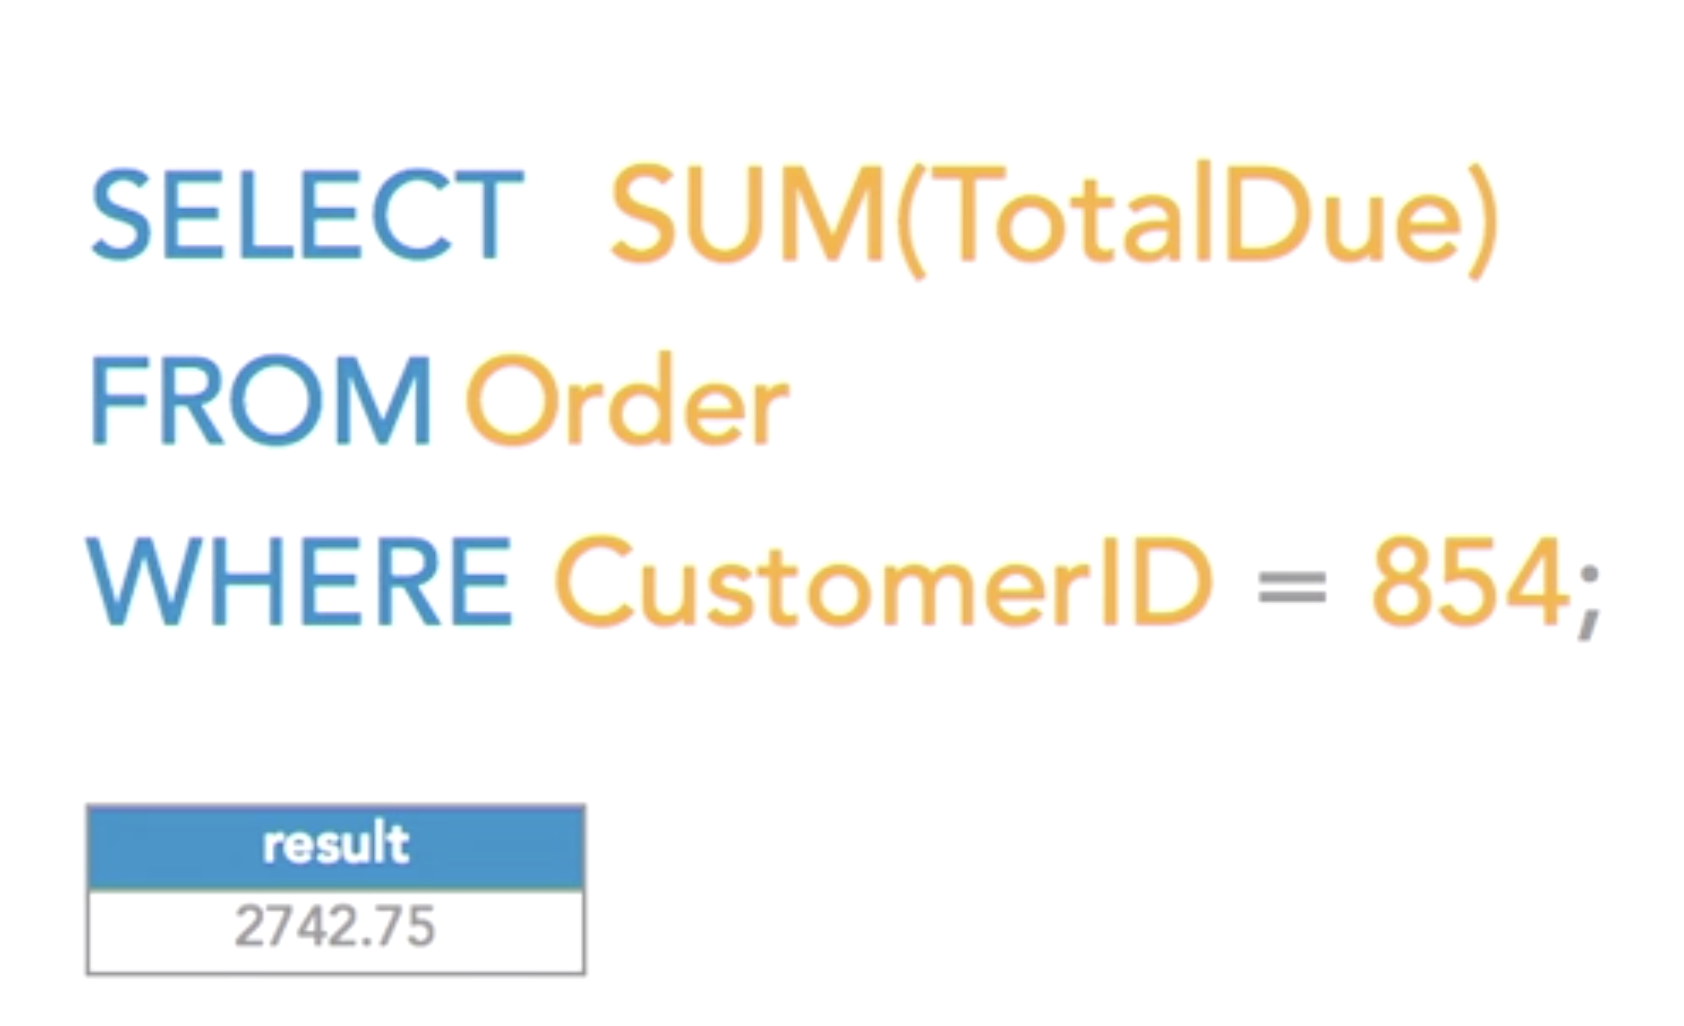 SELECT SUM(TotalDue)
FROM Order
WHERE CustomerID = 854;
result
2742.75